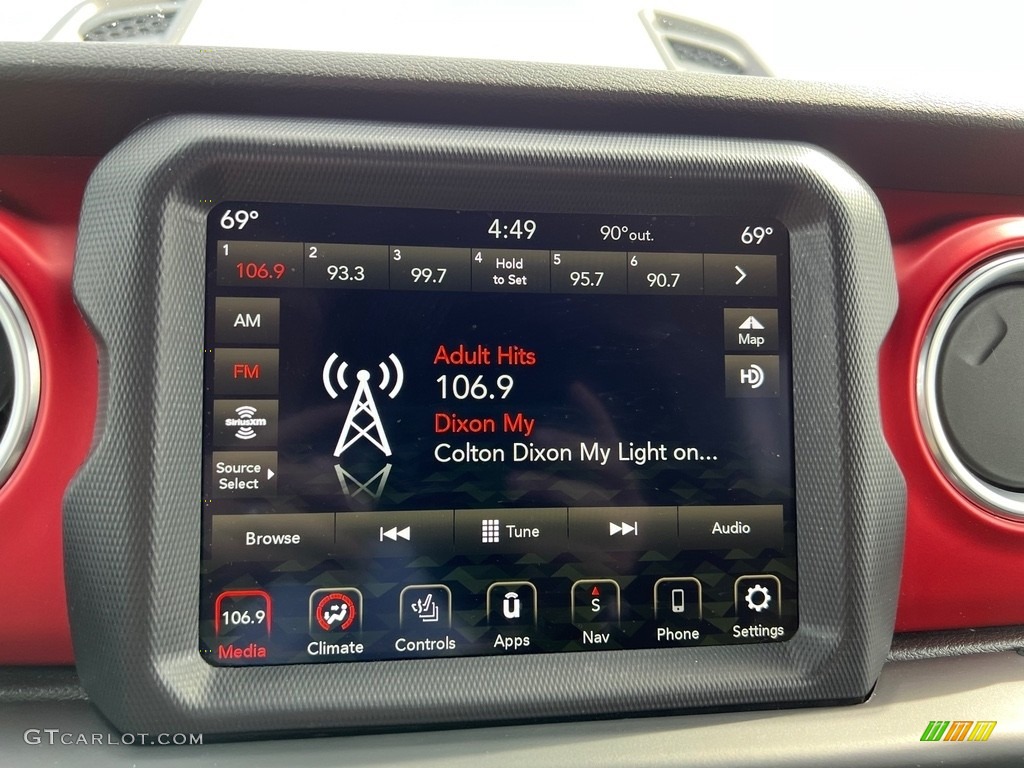 69° 4:49 90°out. 69°
1 106.9 2 93.3 3 99.7 4 Hold to Set 5 95.7 6 90.7
AM
FM
SiriusXM
Source
Select
Adult Hits
106.9
Dixon My
Colton Dixon My Light on...
Map
HD
Browse Tune Audio
106.9 û S
Media Climate Controls Apps Nav Phone Settings
GTCARLOT.COM